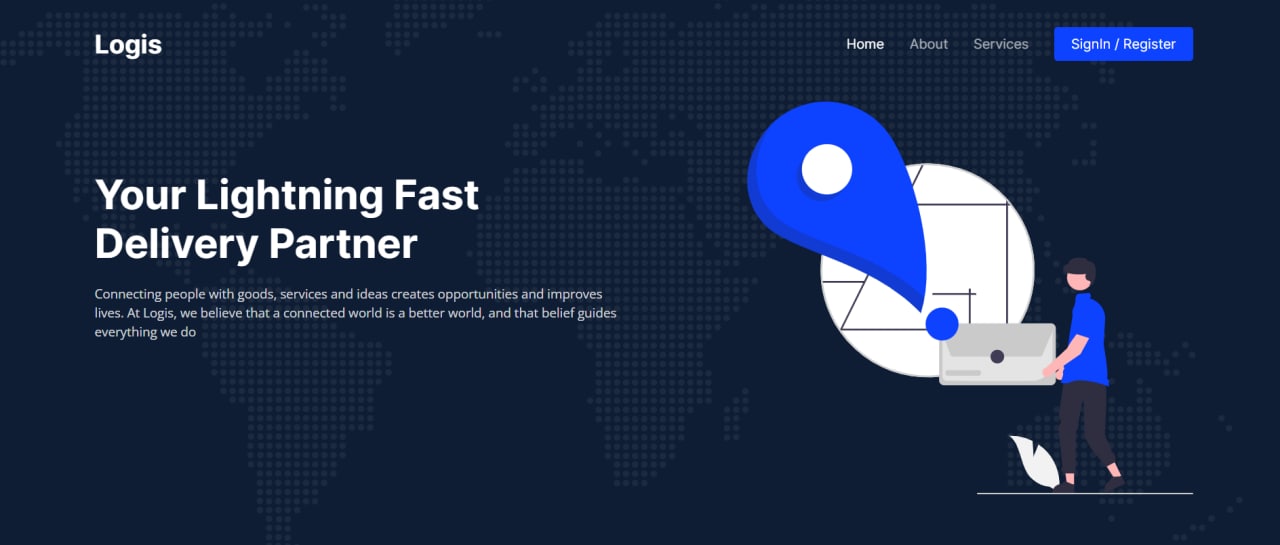 Logis
Home About Services SignIn / Register
Your Lightning Fast
Delivery Partner
Connecting people with goods, services and ideas creates opportunities and improves
lives. At Logis, we believe that a connected world is a better world, and that belief guides
everything we do